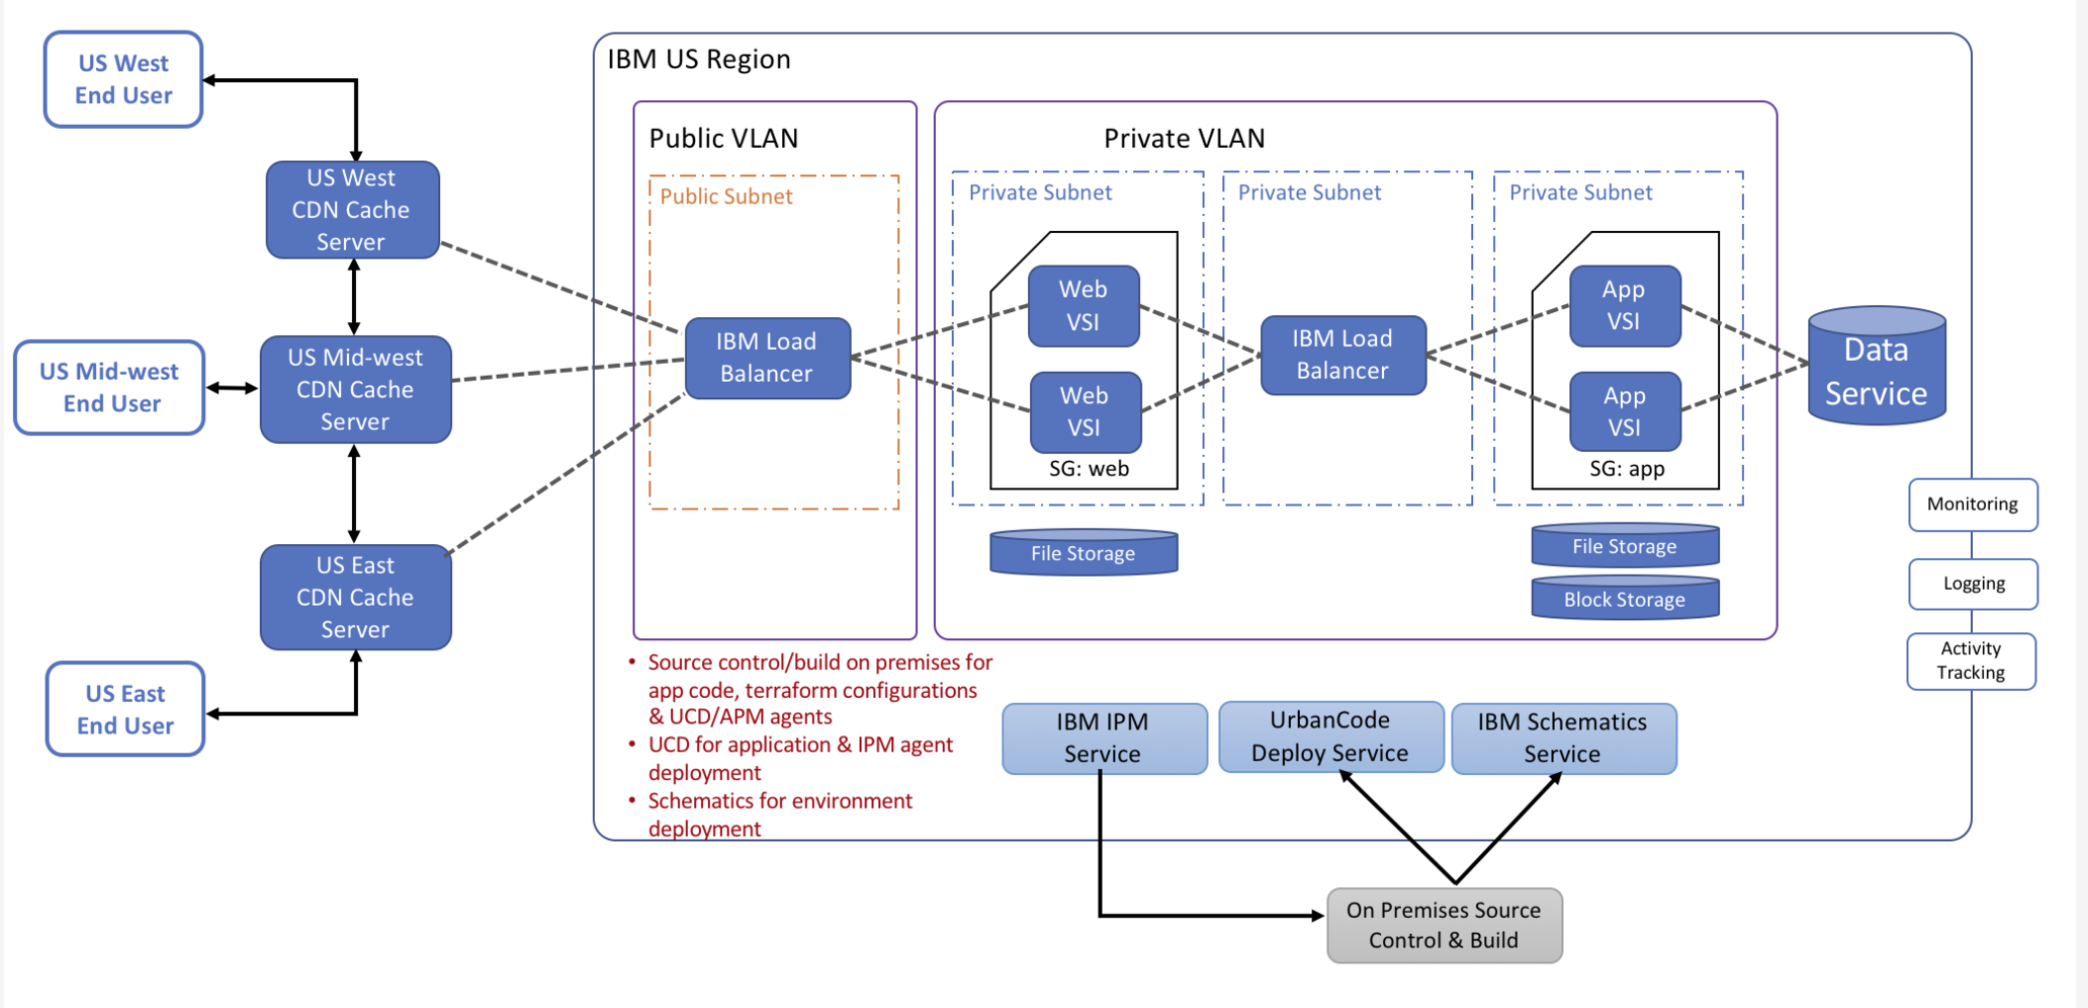 US West
End User
US West
CDN Cache
Server
US Mid-west
End User
US Mid-west
CDN Cache
Server
US East
CDN Cache
Server
US East
End User
IBM US Region
Public VLAN
Public Subnet
IBM Load
Balancer
Private VLAN
Private Subnet
Web
VSI
Web
VSI
SG: web
File Storage
Private Subnet
IBM Load
Balancer
Private Subnet
App
VSI
App
VSI
SG: app
File Storage
Block Storage
Data
Service
Monitoring
Logging
Activity
Tracking
• Source control/build on premises for
app code, terraform configurations
& UCD/APM agents
• UCD for application & IPM agent
deployment
• Schematics for environment
deployment
IBM IPM
Service
UrbanCode
Deploy Service
IBM Schematics
Service
On Premises Source
Control & Build